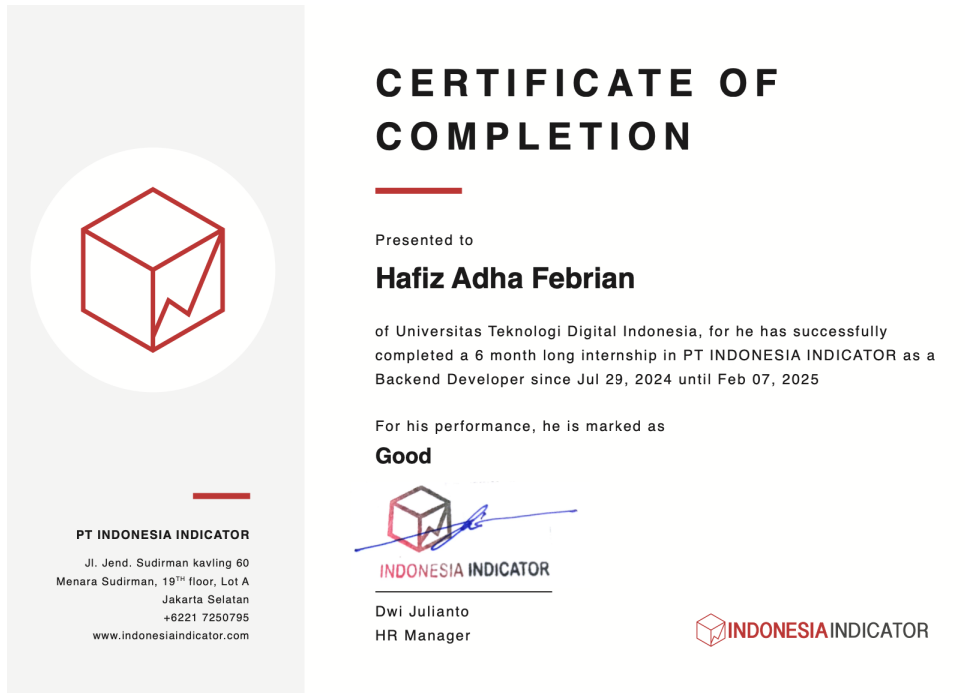 CERTIFICATE OF
COMPLETION
Presented to
Hafiz Adha Febrian
of Universitas Teknologi Digital Indonesia, for he has successfully
completed a 6 month long internship in PT INDONESIA INDICATOR as a
Backend Developer since Jul 29, 2024 until Feb 07, 2025
For his performance, he is marked as
Good
INDONESIA INDICATOR
Dwi Julianto
HR Manager
PT INDONESIA INDICATOR
Jl. Jend. Sudirman kavling 60
Menara Sudirman, 19TH floor, Lot A
Jakarta Selatan
+6221 7250795
www.indonesiaindicator.com
INDONESIAINDICATOR